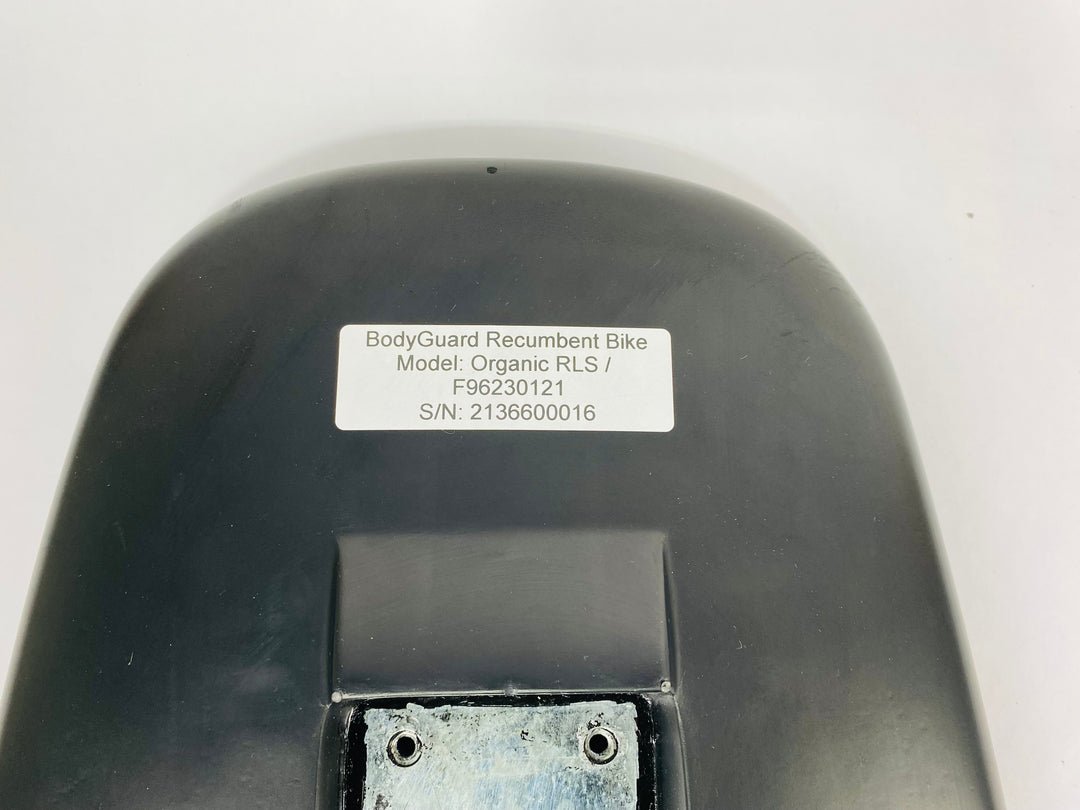 BodyGuard Recumbent Bike
Model: Organic RLS /
F96230121
S/N: 2136600016